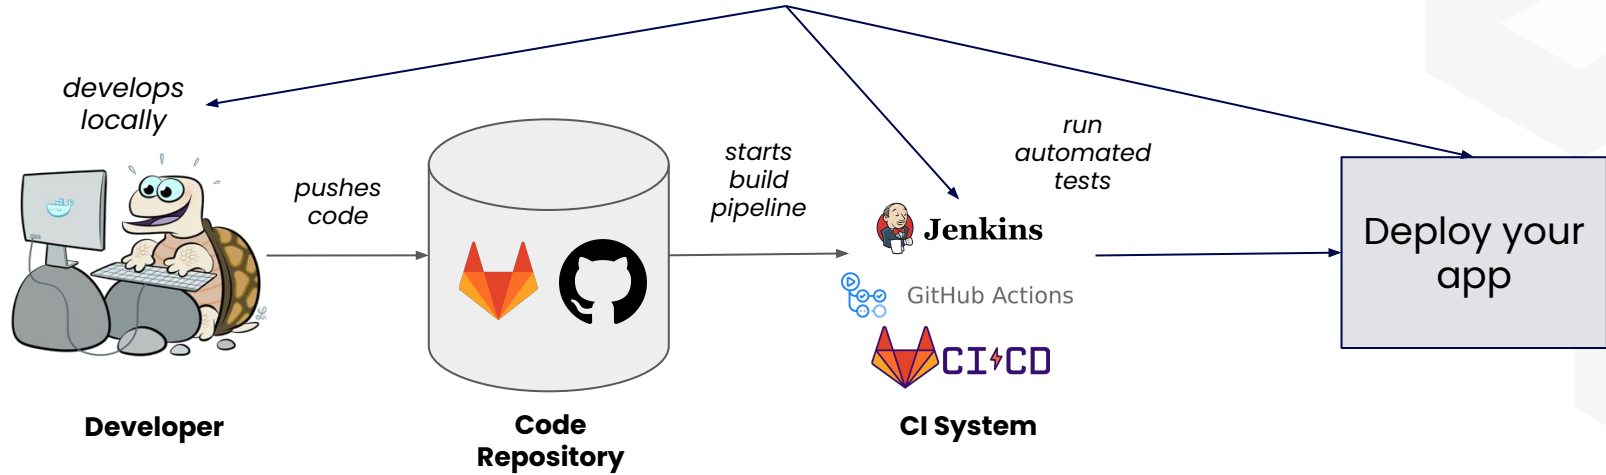 develops
locally
pushes
code
starts
build
pipeline
run
automated
tests
Jenkins
GitHub Actions
CI CD
Deploy your
app
Developer
Code
Repository
CI System